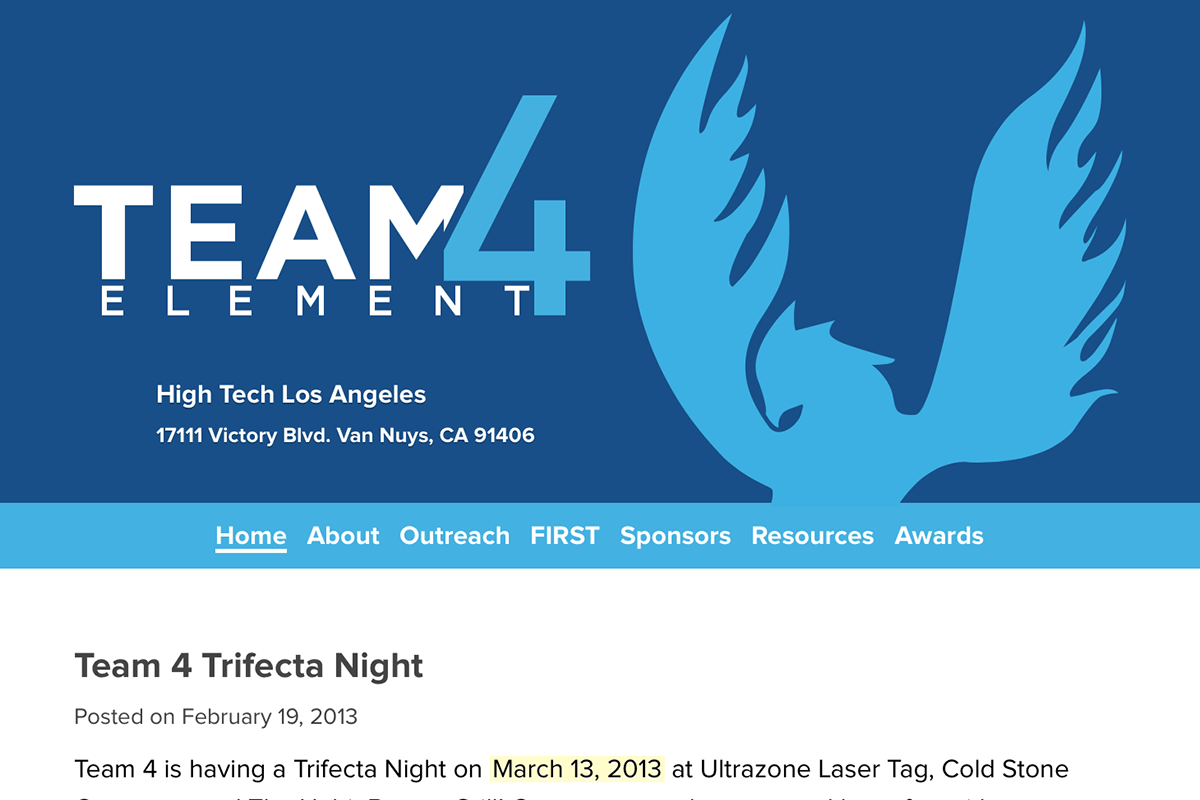 TEAM 4
ELEMENT
High Tech Los Angeles
17111 Victory Blvd. Van Nuys, CA 91406
Home About Outreach FIRST Sponsors Resources Awards
Team 4 Trifecta Night
Posted on February 19, 2013
Team 4 is having a Trifecta Night on March 13, 2013 at Ultrazone Laser Tag, Cold Stone